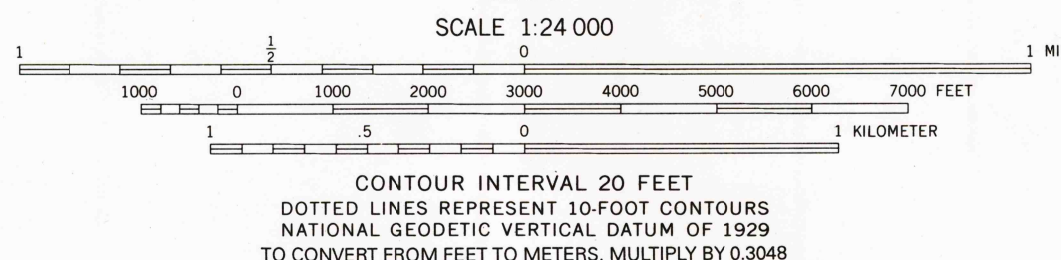 SCALE 1:24 000
1 1/2 0 1 MI
1000 0 1000 2000 3000 4000 5000 6000 7000 FEET
1 .5 0 1 KILOMETER
CONTOUR INTERVAL 20 FEET
DOTTED LINES REPRESENT 10-FOOT CONTOURS
NATIONAL GEODETIC VERTICAL DATUM OF 1929
TO CONVERT FROM FEET TO METERS, MULTIPLY BY 0.3048